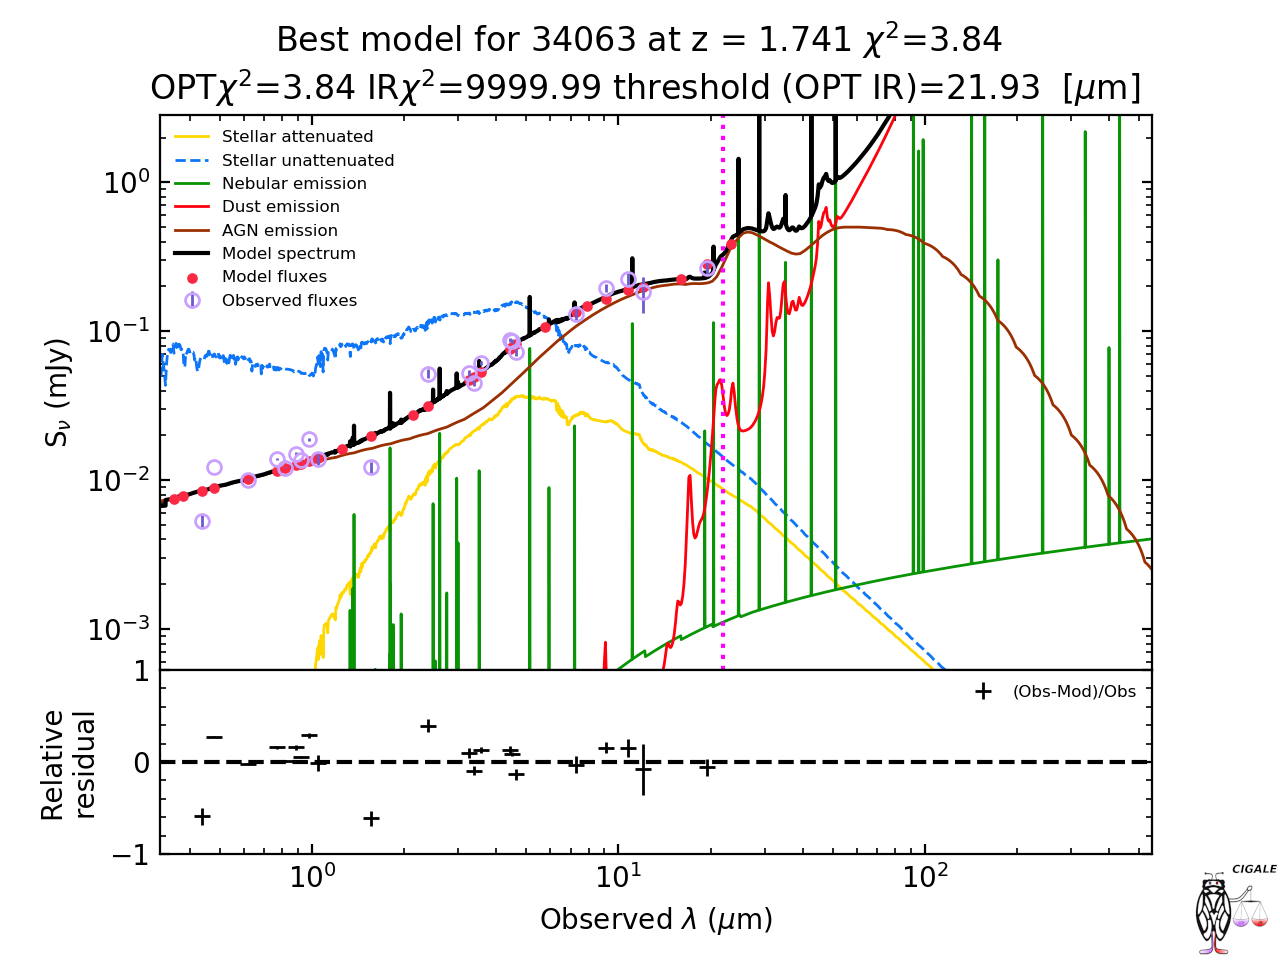 Best model for 34063 at z = 1.741 χ²=3.84
OPTχ²=3.84 IRχ²=9999.99 threshold (OPT IR)=21.93 [μm]
Stellar attenuated
Stellar unattenuated
Nebular emission
Dust emission
AGN emission
Model spectrum
Model fluxes
Observed fluxes
10⁰
10⁻¹
10⁻²
10⁻³
S_ν (mJy)
1
0
−1
Relative
residual
(Obs-Mod)/Obs
10⁰ 10¹ 10²
Observed λ (μm)
CIGALE